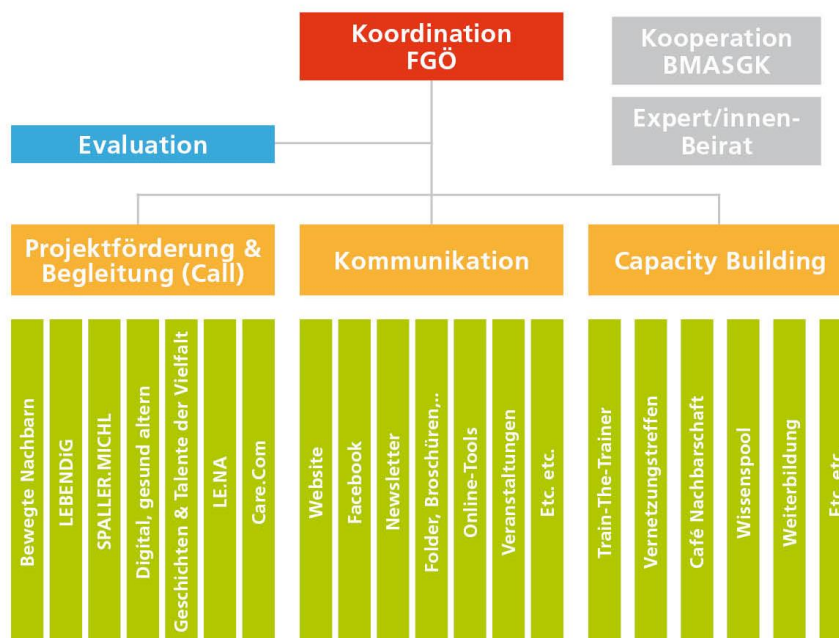 Koordination
FGÖ
Kooperation
BMASGK
Expert/innen-
Beirat
Evaluation
Projektförderung &
Begleitung (Call)
Kommunikation
Capacity Building
Bewegte Nachbarn
LEBENDiG
SPALLER.MICHL
Digital, gesund altern
Geschichten & Talente der Vielfalt
LE.NA
Care.Com
Website
Facebook
Newsletter
Folder, Broschüren,..
Online-Tools
Veranstaltungen
Etc. etc.
Train-The-Trainer
Vernetzungstreffen
Café Nachbarschaft
Wissenspool
Weiterbildung
Etc. etc.